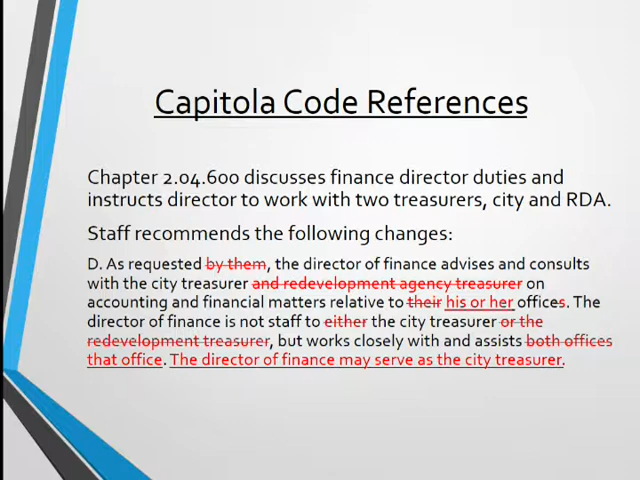 Capitola Code References
Chapter 2.04.600 discusses finance director duties and
instructs director to work with two treasurers, city and RDA.
Staff recommends the following changes:
D. As requested by them, the director of finance advises and consults
with the city treasurer and redevelopment agency treasurer on
accounting and financial matters relative to their his or her offices. The
director of finance is not staff to either the city treasurer or the
redevelopment treasurer, but works closely with and assists both offices
that office. The director of finance may serve as the city treasurer.